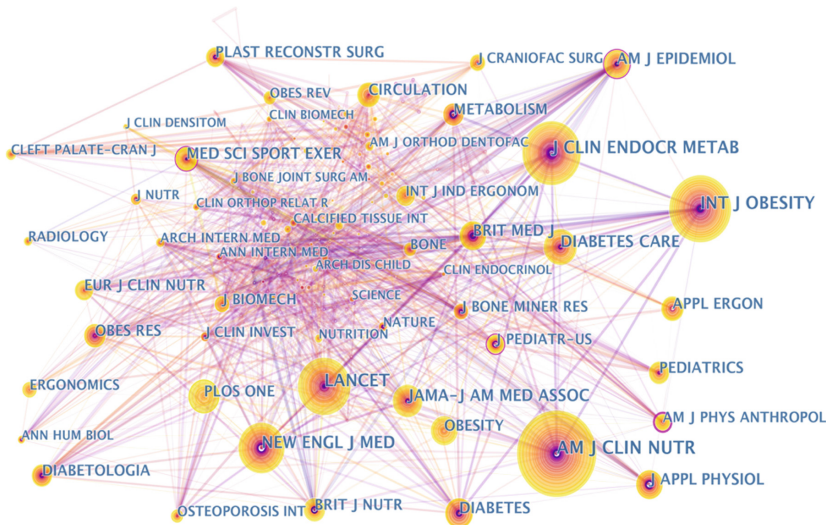 PLAST RECONSTR SURG
J CRANIOFAC SURG
AM J EPIDEMIOL
OBES REV
CIRCULATION
METABOLISM
CLIN BIOMECH
J CLIN DENSITOM
AM J ORTHOD DENTOFAC
J CLIN ENDOCR METAB
CLEFT PALATE-CRAN J
MED SCI SPORT EXER
J BONE JOINT SURG AM
INT J IND ERGONOM
J NUTR
CLIN ORTHOP RELAT R
INT J OBESITY
CALCIFIED TISSUE INT
BRIT MED J
RADIOLOGY
ARCH INTERN MED
BONE
DIABETES CARE
ANN INTERN MED
ARCH DIS CHILD
CLIN ENDOCRINOL
EUR J CLIN NUTR
J BIOMECH
SCIENCE
J BONE MINER RES
APPL ERGON
OBES RES
J CLIN INVEST
NUTRITION
NATURE
J PEDIATR-US
PEDIATRICS
ERGONOMICS
PLOS ONE
LANCET
JAMA-J AM MED ASSOC
AM J PHYS ANTHROPOL
ANN HUM BIOL
NEW ENGL J MED
OBESITY
AM J CLIN NUTR
DIABETOLOGIA
J APPL PHYSIOL
OSTEOPOROSIS INT
BRIT J NUTR
DIABETES